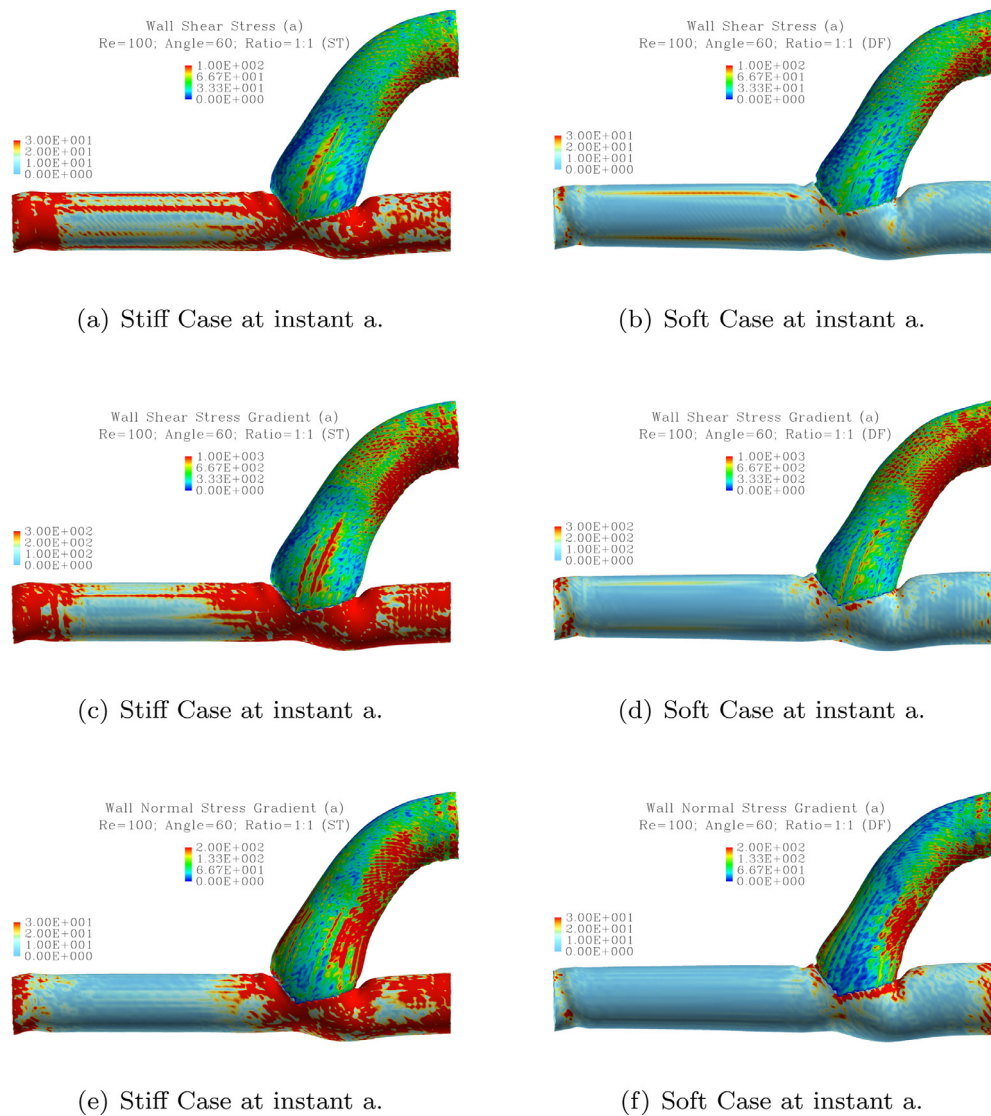 Wall Shear Stress (a)
Re=100; Angle=60; Ratio=1:1 (ST)
1.00E+002
6.67E+001
3.33E+001
0.00E+000
3.00E+001
2.00E+001
1.00E+001
0.00E+000
(a) Stiff Case at instant a.
Wall Shear Stress (a)
Re=100; Angle=60; Ratio=1:1 (DF)
1.00E+002
6.67E+001
3.33E+001
0.00E+000
3.00E+001
2.00E+001
1.00E+001
0.00E+000
(b) Soft Case at instant a.
Wall Shear Stress Gradient (a)
Re=100; Angle=60; Ratio=1:1 (ST)
1.00E+003
6.67E+002
3.33E+002
0.00E+000
3.00E+002
2.00E+002
1.00E+002
0.00E+000
(c) Stiff Case at instant a.
Wall Shear Stress Gradient (a)
Re=100; Angle=60; Ratio=1:1 (DF)
1.00E+003
6.67E+002
3.33E+002
0.00E+000
3.00E+002
2.00E+002
1.00E+002
0.00E+000
(d) Soft Case at instant a.
Wall Normal Stress Gradient (a)
Re=100; Angle=60; Ratio=1:1 (ST)
2.00E+002
1.33E+002
6.67E+001
0.00E+000
3.00E+001
2.00E+001
1.00E+001
0.00E+000
(e) Stiff Case at instant a.
Wall Normal Stress Gradient (a)
Re=100; Angle=60; Ratio=1:1 (DF)
2.00E+002
1.33E+002
6.67E+001
0.00E+000
3.00E+001
2.00E+001
1.00E+001
0.00E+000
(f) Soft Case at instant a.